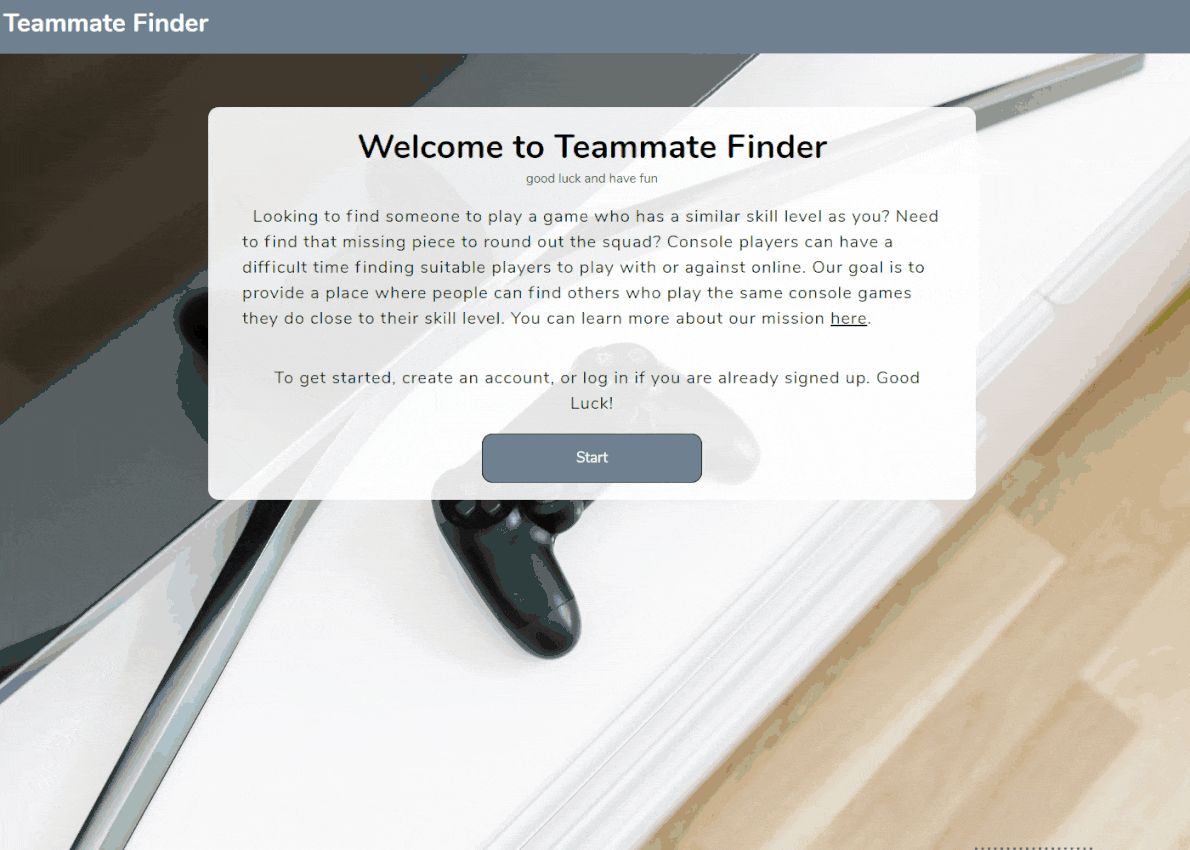 Teammate Finder
Welcome to Teammate Finder
good luck and have fun
Looking to find someone to play a game who has a similar skill level as you? Need
to find that missing piece to round out the squad? Console players can have a
difficult time finding suitable players to play with or against online. Our goal is to
provide a place where people can find others who play the same console games
they do close to their skill level. You can learn more about our mission here.
To get started, create an account, or log in if you are already signed up. Good
Luck!
Start